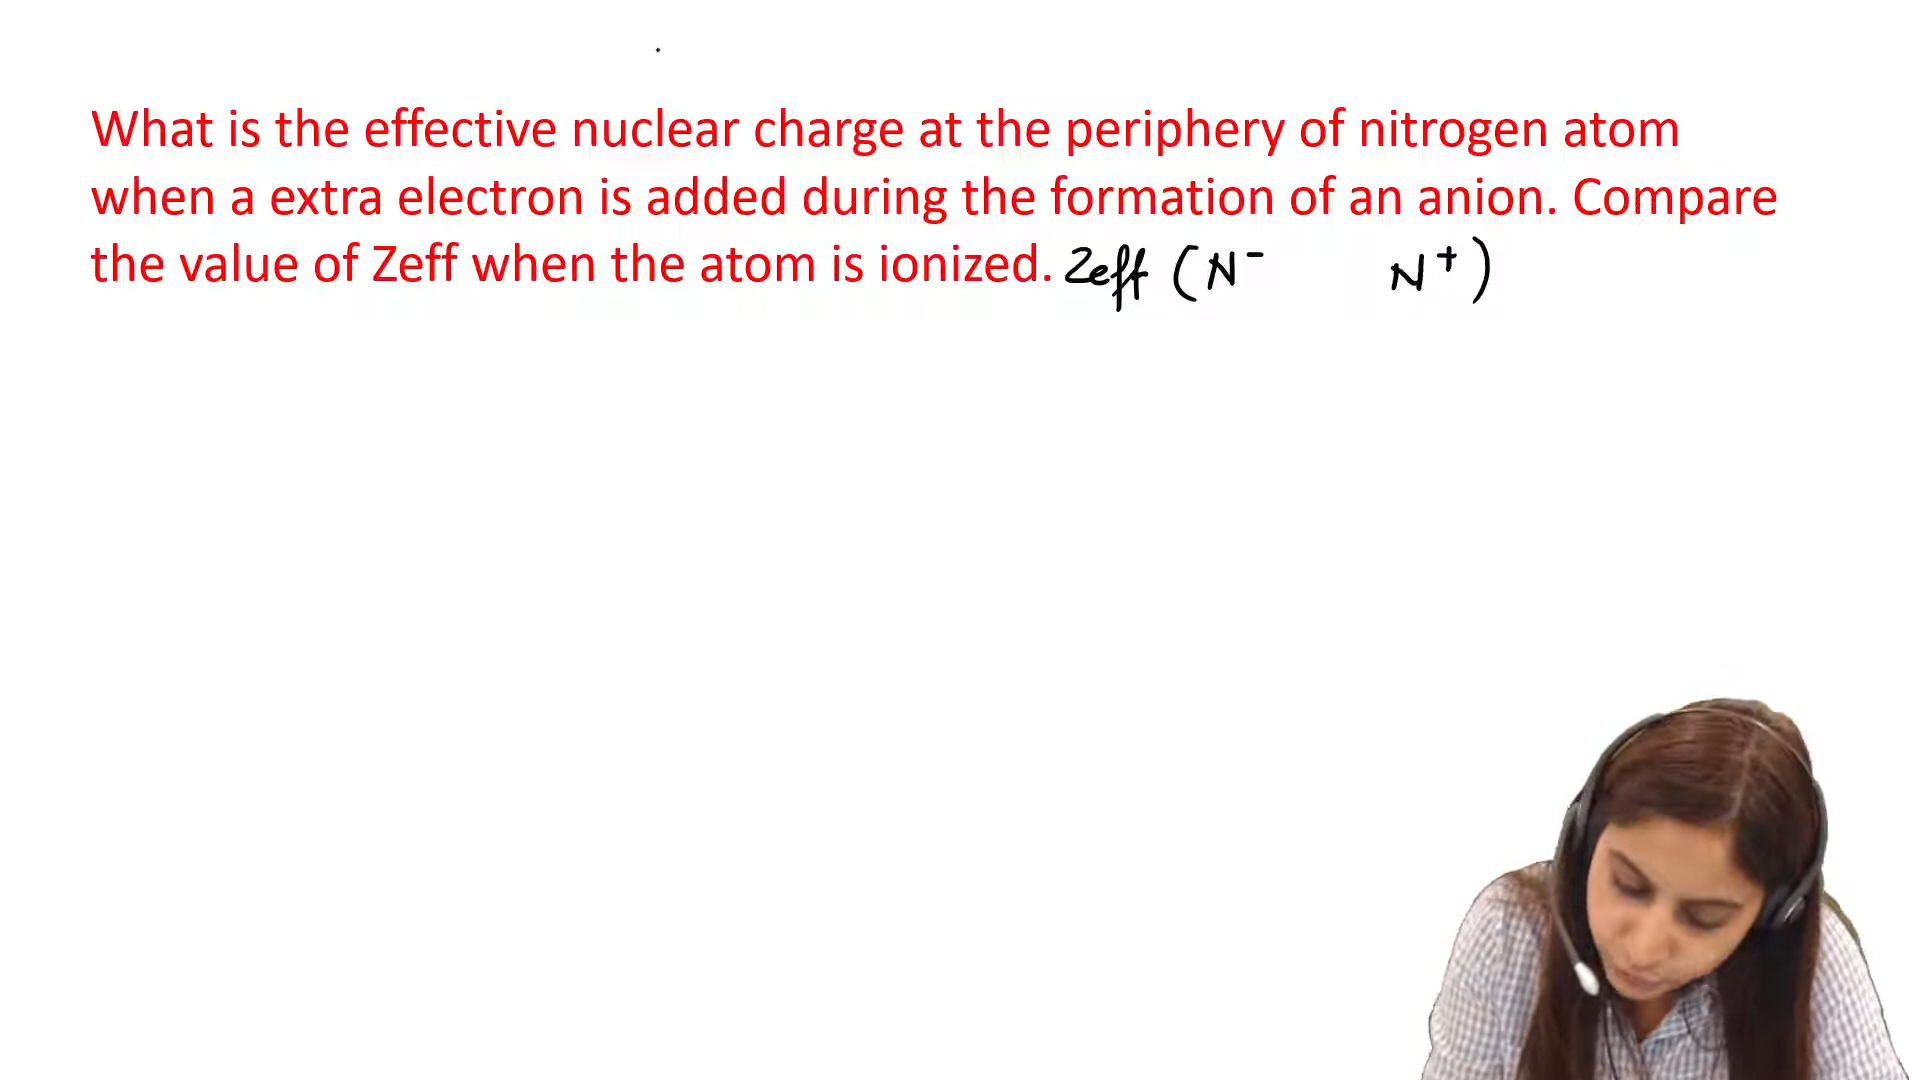 What is the effective nuclear charge at the periphery of nitrogen atom
when a extra electron is added during the formation of an anion. Compare
the value of Zeff when the atom is ionized. Zeff (N⁻ N⁺)